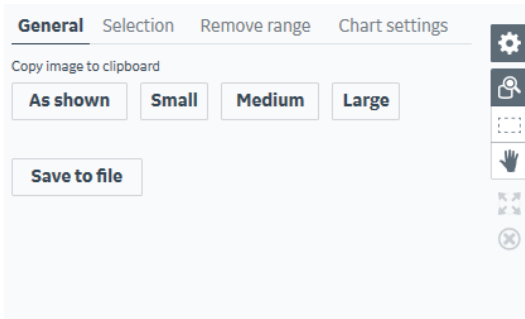 General Selection Remove range Chart settings
Copy image to clipboard
As shown Small Medium Large
Save to file